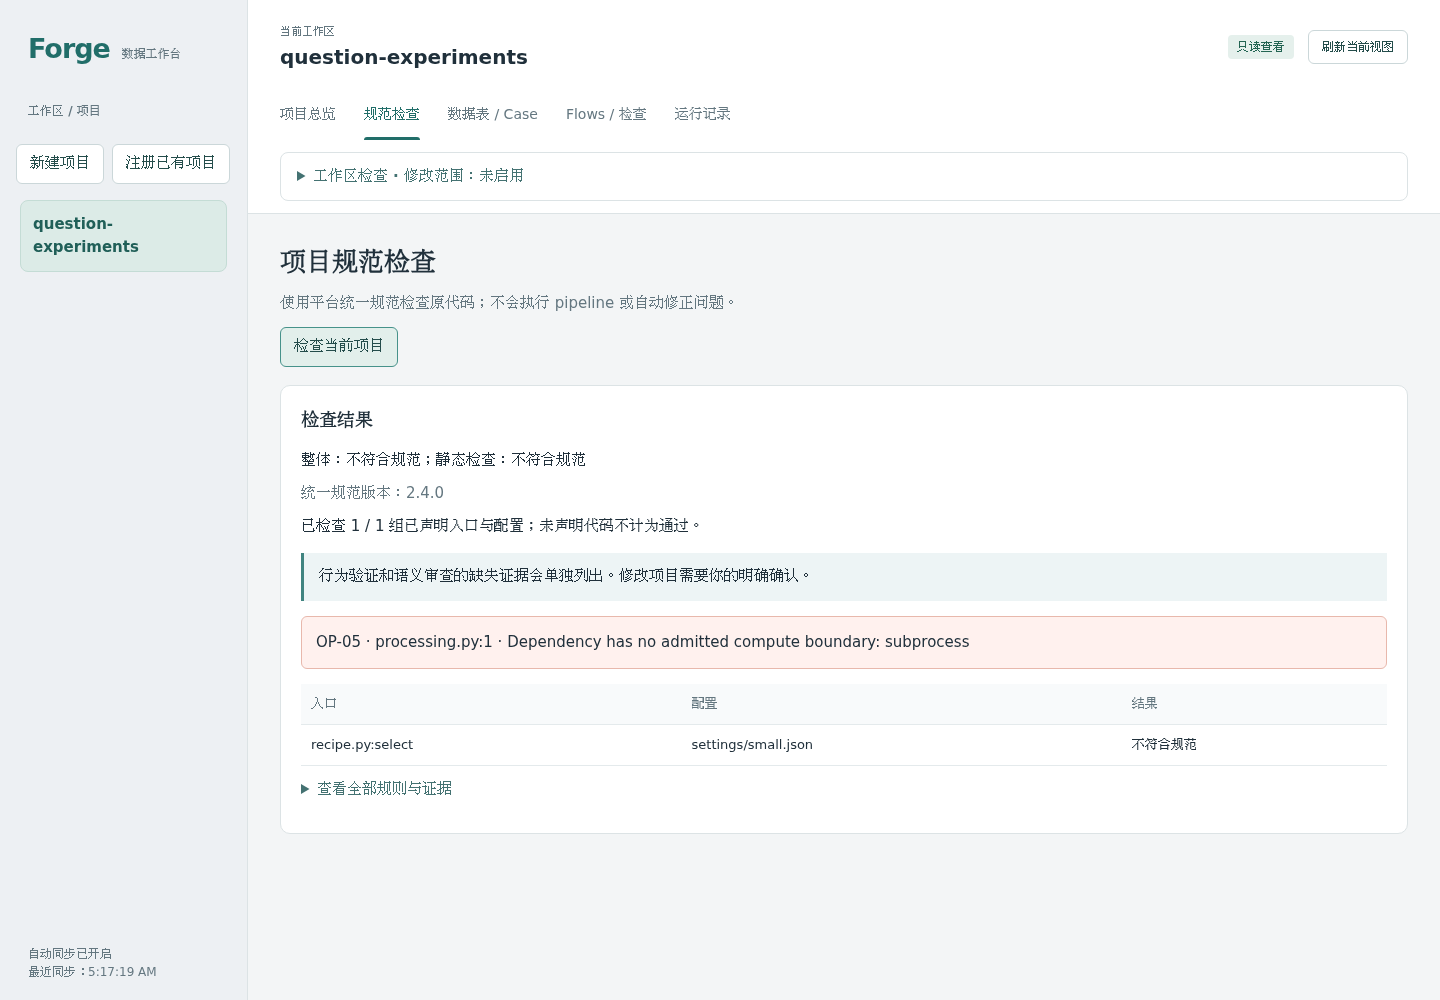 Forge 数据工作台
工作区 / 项目
新建项目
注册已有项目
question-
experiments
自动同步已开启
最近同步：5:17:19 AM
当前工作区
question-experiments
只读查看
刷新当前视图
项目总览
规范检查
数据表 / Case
Flows / 检查
运行记录
▶ 工作区检查 · 修改范围：未启用
项目规范检查
使用平台统一规范检查原代码；不会执行 pipeline 或自动修正问题。
检查当前项目
检查结果
整体：不符合规范；静态检查：不符合规范
统一规范版本：2.4.0
已检查 1 / 1 组已声明入口与配置；未声明代码不计为通过。
行为验证和语义审查的缺失证据会单独列出。修改项目需要你的明确确认。
OP-05 · processing.py:1 · Dependency has no admitted compute boundary: subprocess
入口 配置 结果
recipe.py:select settings/small.json 不符合规范
▶ 查看全部规则与证据